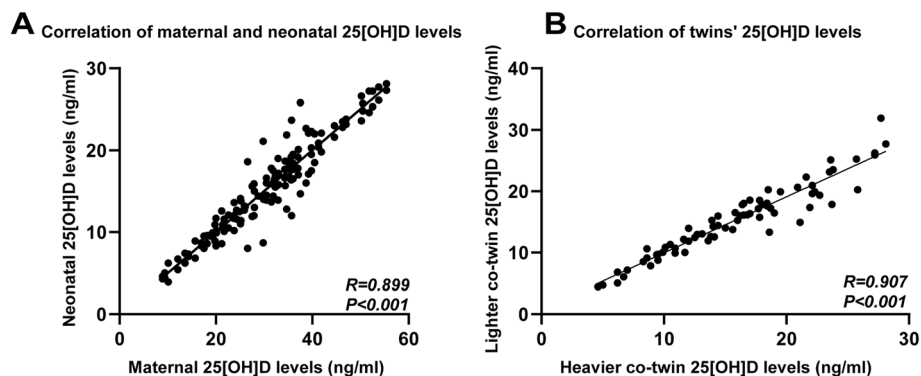 A Correlation of maternal and neonatal 25[OH]D levels
Neonatal 25[OH]D levels (ng/ml)
30
20
10
0
R=0.899
P<0.001
0 20 40 60
Maternal 25[OH]D levels (ng/ml)
B Correlation of twins' 25[OH]D levels
Lighter co-twin 25[OH]D levels (ng/ml)
40
30
20
10
0
R=0.907
P<0.001
0 10 20 30
Heavier co-twin 25[OH]D levels (ng/ml)